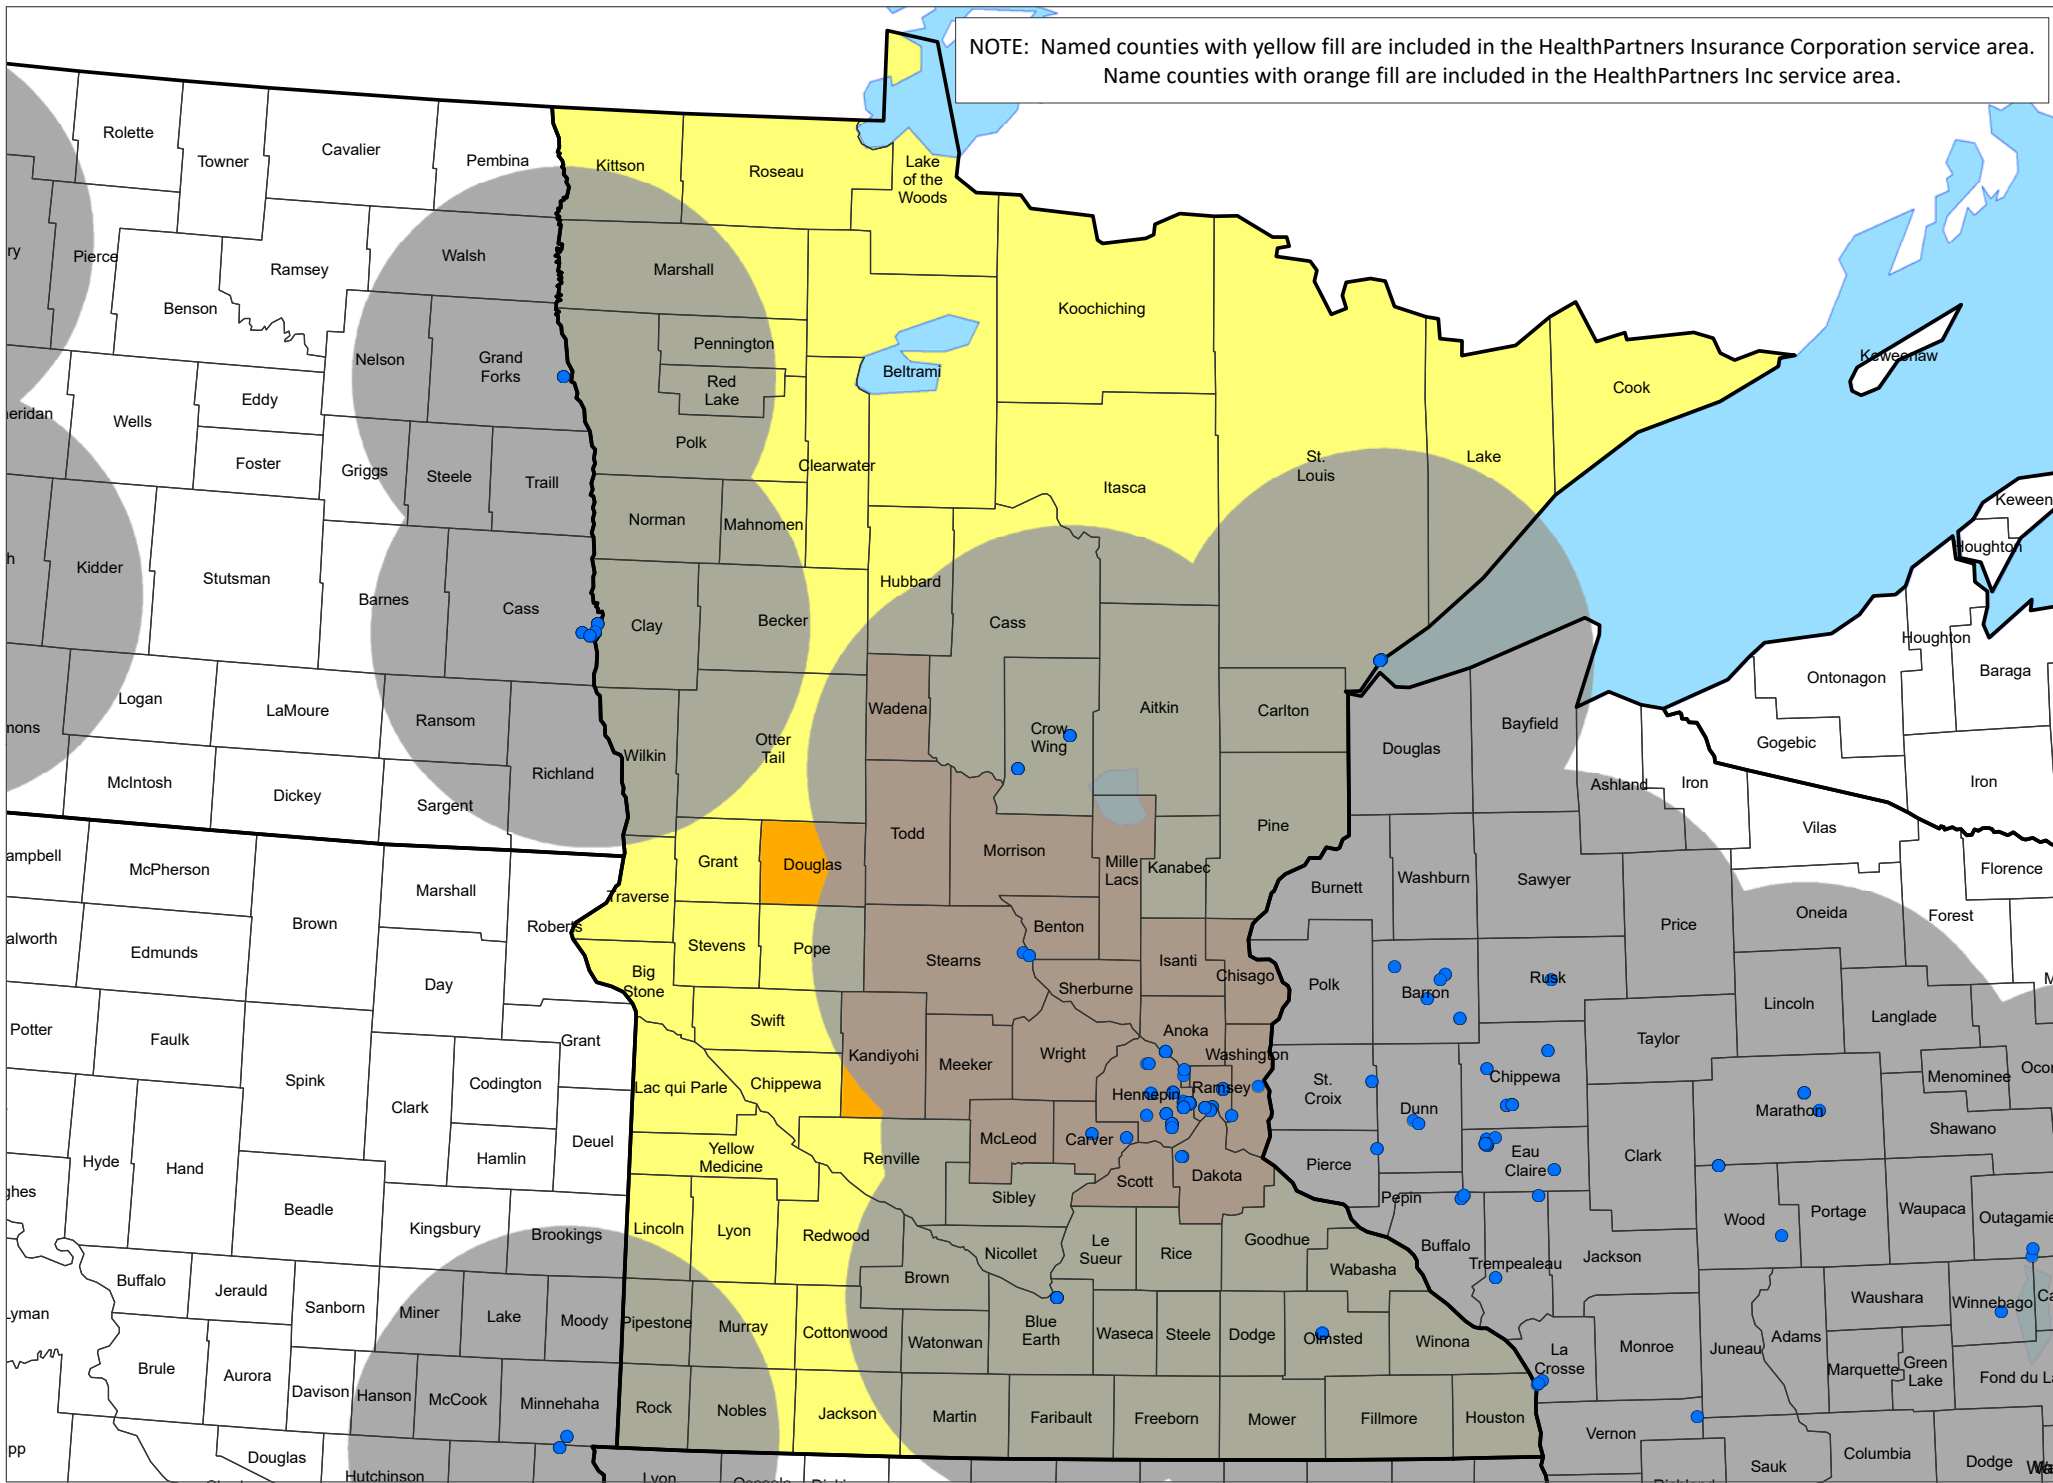 NOTE: Named counties with yellow fill are included in the HealthPartners Insurance Corporation service area.
Name counties with orange fill are included in the HealthPartners Inc service area.
Rolette
Towner
Cavalier
Pembina
Kittson
Roseau
Lake
of the
Woods
ry
Pierce
Ramsey
Walsh
Marshall
Benson
Koochiching
Nelson
Grand
Forks
Pennington
Red
Lake
Beltrami
Keweenaw
Cook
eridan
Wells
Eddy
Polk
Foster
Griggs
Steele
Traill
Clearwater
St.
Louis
Lake
Itasca
Keween
Norman
Mahnomen
Houghton
h
Kidder
Stutsman
Barnes
Cass
Clay
Becker
Hubbard
Cass
Houghton
Baraga
Ontonagon
mons
Logan
LaMoure
Ransom
Wilkin
Otter
Tail
Wadena
Crow
Wing
Aitkin
Carlton
Douglas
Bayfield
Gogebic
McIntosh
Dickey
Sargent
Richland
Ashland
Iron
Iron
Vilas
ampbell
McPherson
Marshall
Brown
Roberts
Traverse
Grant
Douglas
Todd
Morrison
Mille
Lacs
Kanabec
Pine
Burnett
Washburn
Sawyer
Price
Oneida
Florence
Forest
alworth
Edmunds
Day
Stevens
Pope
Stearns
Benton
Isanti
Chisago
Polk
Barron
Rusk
Lincoln
Langlade
M
Big
Stone
Sherburne
Potter
Faulk
Grant
Swift
Kandiyohi
Meeker
Wright
Anoka
Washington
Taylor
Spink
Codington
Clark
Lac qui Parle
Chippewa
Hennepin
Ramsey
St.
Croix
Dunn
Chippewa
Marathon
Menominee
Ocor
Shawano
Hyde
Hand
Hamlin
Deuel
Yellow
Medicine
Renville
McLeod
Carver
Scott
Dakota
Pierce
Eau
Claire
Clark
ghes
Beadle
Kingsbury
Brookings
Lincoln
Lyon
Redwood
Sibley
Nicollet
Le
Sueur
Rice
Goodhue
Wabasha
Pepin
Buffalo
Trempealeau
Jackson
Wood
Portage
Waupaca
Outagamie
Buffalo
Jerauld
Sanborn
Miner
Lake
Moody
Pipestone
Murray
Cottonwood
Brown
Watonwan
Blue
Earth
Waseca
Steele
Dodge
Olmsted
Winona
La
Crosse
Monroe
Juneau
Adams
Waushara
Winnebago
Ca
Marquette
Green
Lake
Fond du La
Lyman
Brule
Aurora
Davison
Hanson
McCook
Minnehaha
Rock
Nobles
Jackson
Martin
Faribault
Freeborn
Mower
Fillmore
Houston
Vernon
pp
Douglas
Hutchinson
Lyon
Sauk
Columbia
Dodge